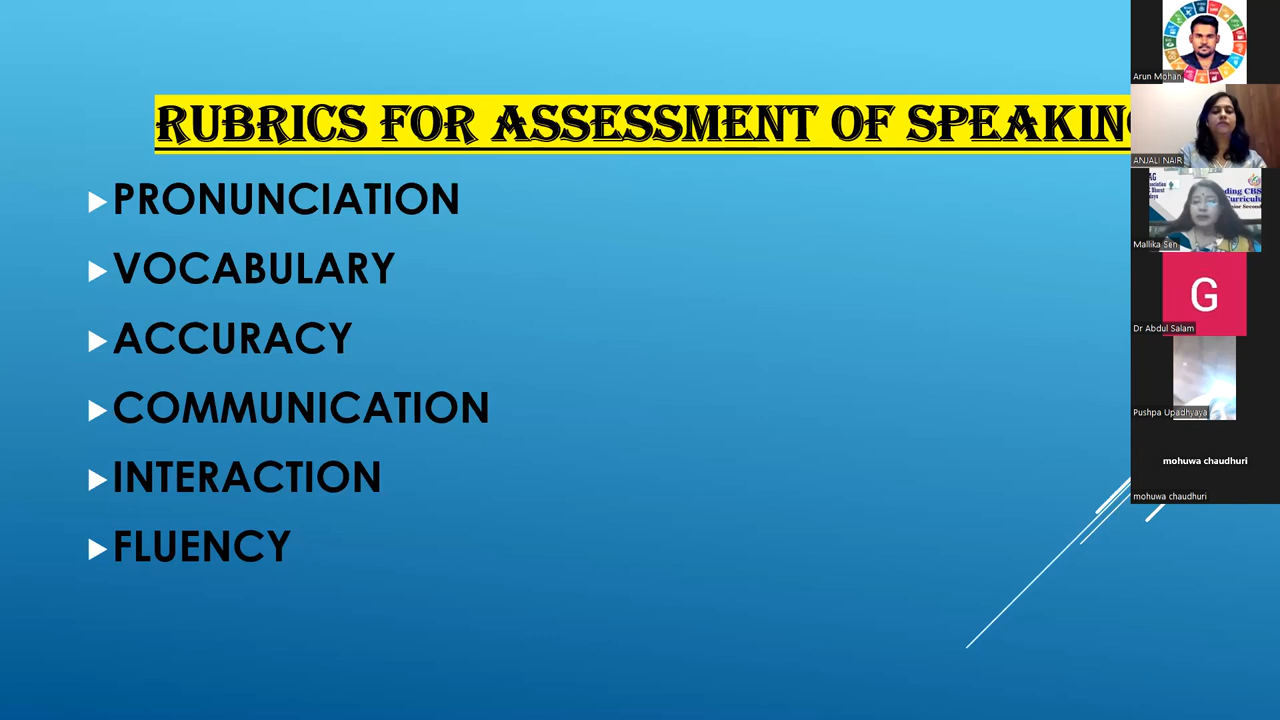 RUBRICS FOR ASSESSMENT OF SPEAKING
PRONUNCIATION
VOCABULARY
ACCURACY
COMMUNICATION
INTERACTION
FLUENCY
Arun Mohan
ANJALI NAIR
Mallika Sen
G
Dr Abdul Salam
Pushpa Upadhyaya
mohuwa chaudhuri
mohuwa chaudhuri